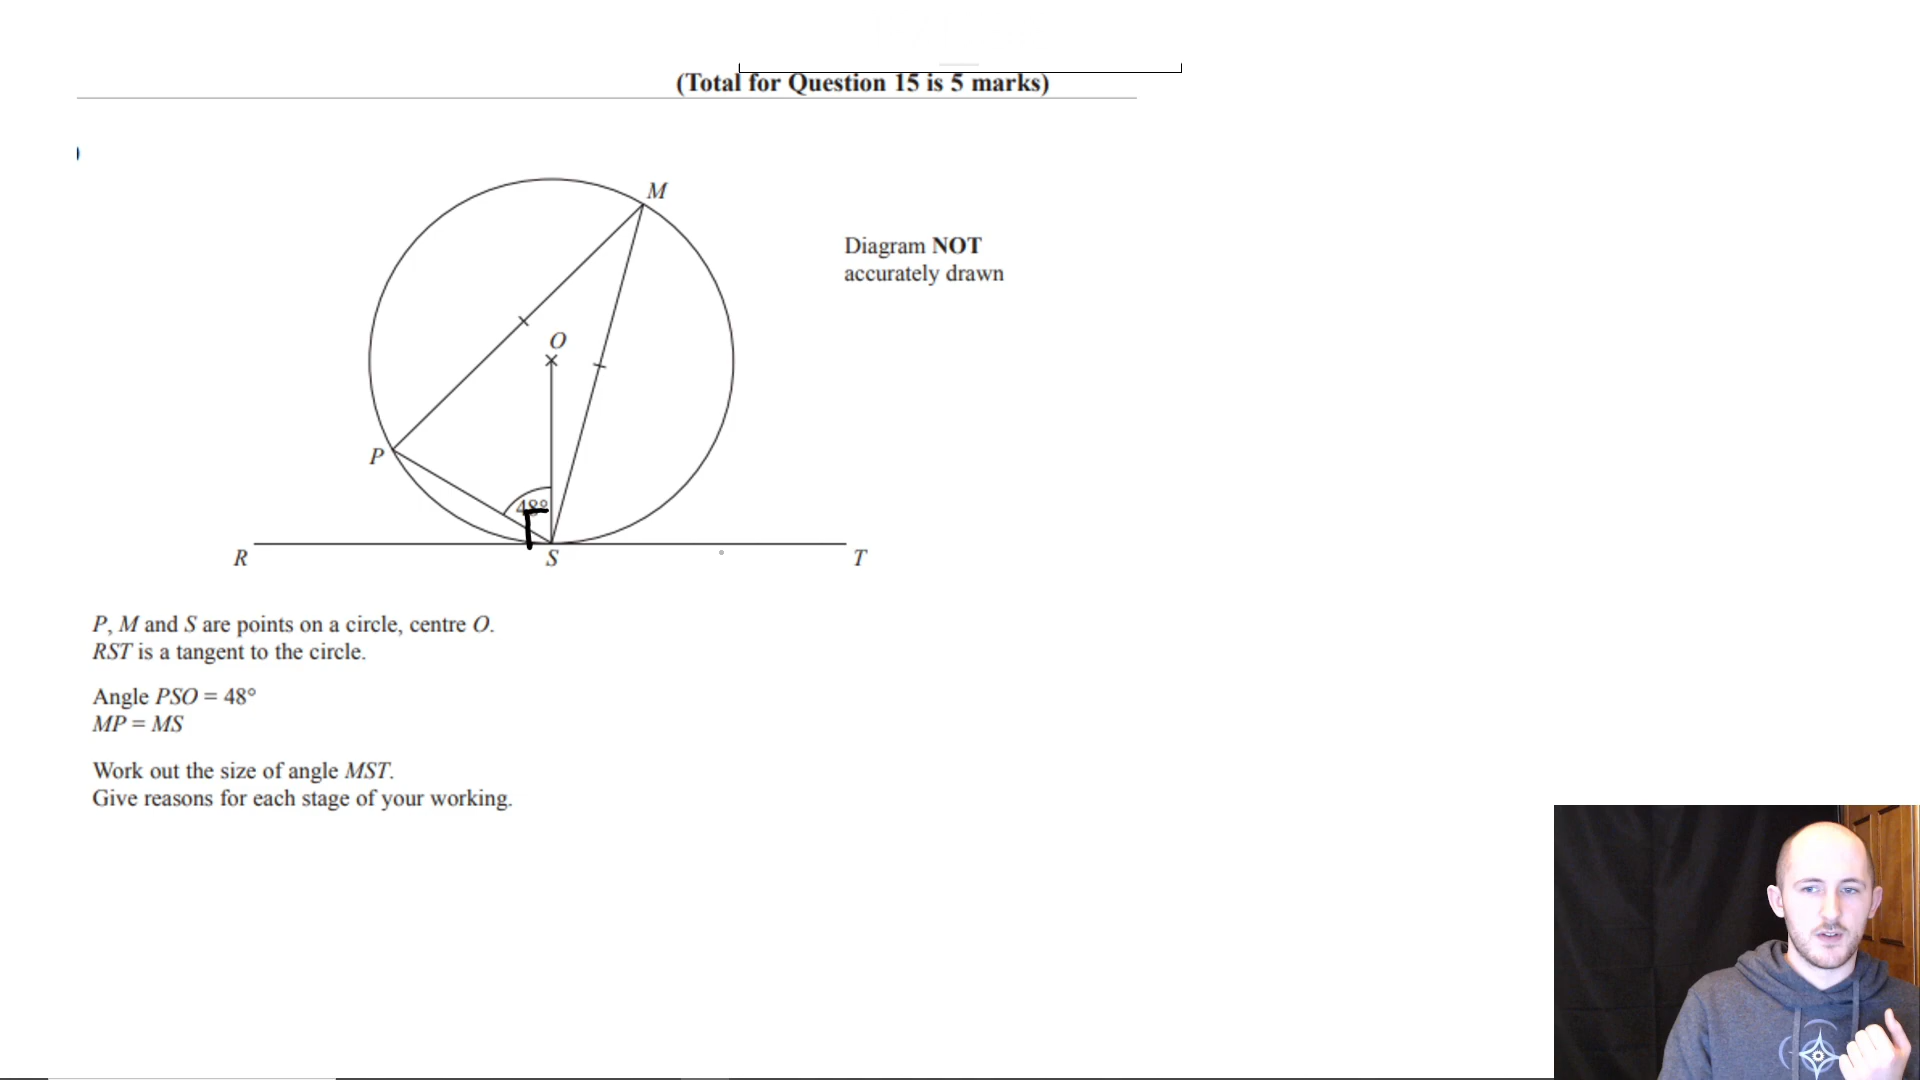 (Total for Question 15 is 5 marks)
M
Diagram NOT
accurately drawn
O
P
48°
R
S
T
P, M and S are points on a circle, centre O.
RST is a tangent to the circle.
Angle PSO = 48°
MP = MS
Work out the size of angle MST.
Give reasons for each stage of your working.